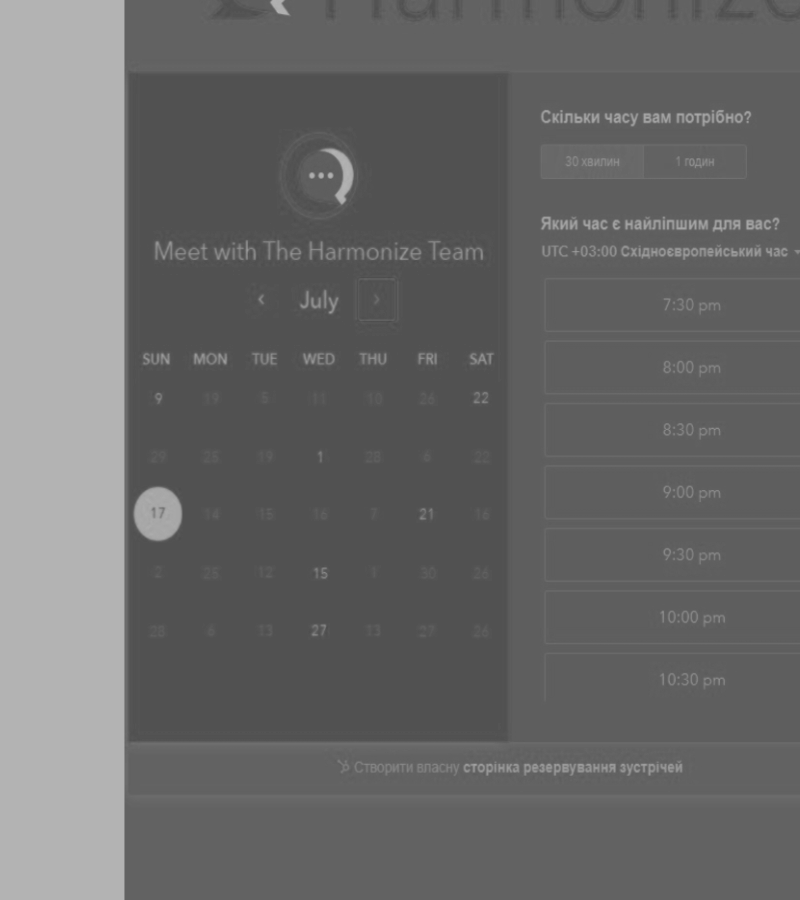 Harmonize
Meet with The Harmonize Team
July
SUN MON TUE WED THU FRI SAT
9 19 5 11 10 26 22
29 25 19 1 28 4 22
17 14 15 16 7 21 16
2 25 12 15 1 30 26
28 6 13 27 13 27 26
Скільки часу вам потрібно?
30 хвилин 1 годин
Який час є найліпшим для вас?
UTC +03:00 Східноєвропейський час
7:30 pm
8:00 pm
8:30 pm
9:00 pm
9:30 pm
10:00 pm
10:30 pm
Створити власну сторінка резервування зустрічей